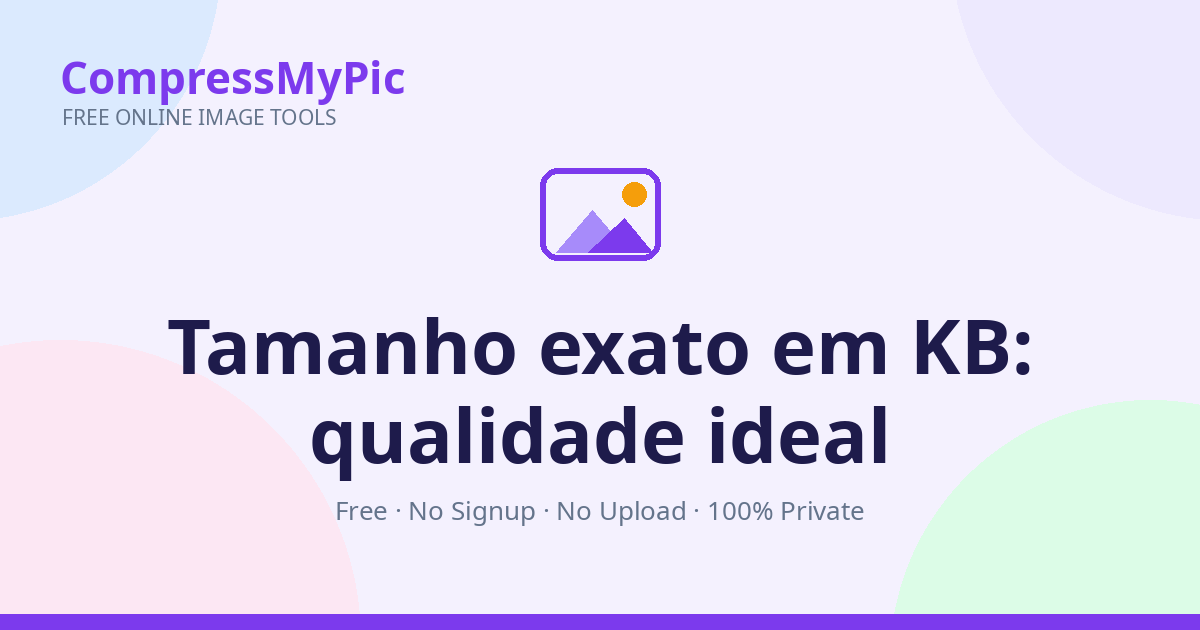 CompressMyPic
FREE ONLINE IMAGE TOOLS
Tamanho exato em KB:
qualidade ideal
Free · No Signup · No Upload · 100% Private